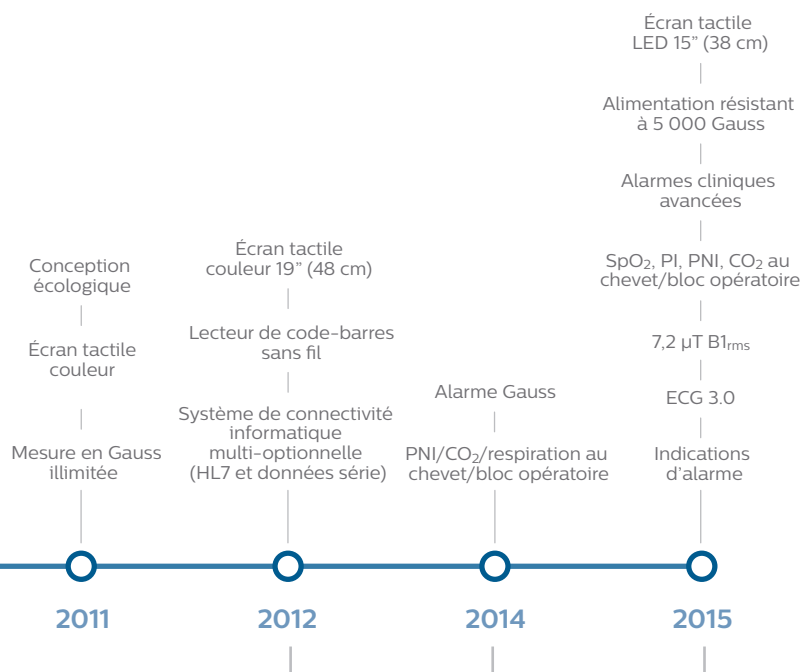 Conception
écologique
Écran tactile
couleur
Mesure en Gauss
illimitée
2011
Écran tactile
couleur 19” (48 cm)
Lecteur de code-barres
sans fil
Système de connectivité
informatique
multi-optionnelle
(HL7 et données série)
2012
Alarme Gauss
PNI/CO₂/respiration au
chevet/bloc opératoire
2014
Écran tactile
LED 15” (38 cm)
Alimentation résistant
à 5 000 Gauss
Alarmes cliniques
avancées
SpO₂, PI, PNI, CO₂ au
chevet/bloc opératoire
7,2 µT B1rms
ECG 3.0
Indications
d’alarme
2015